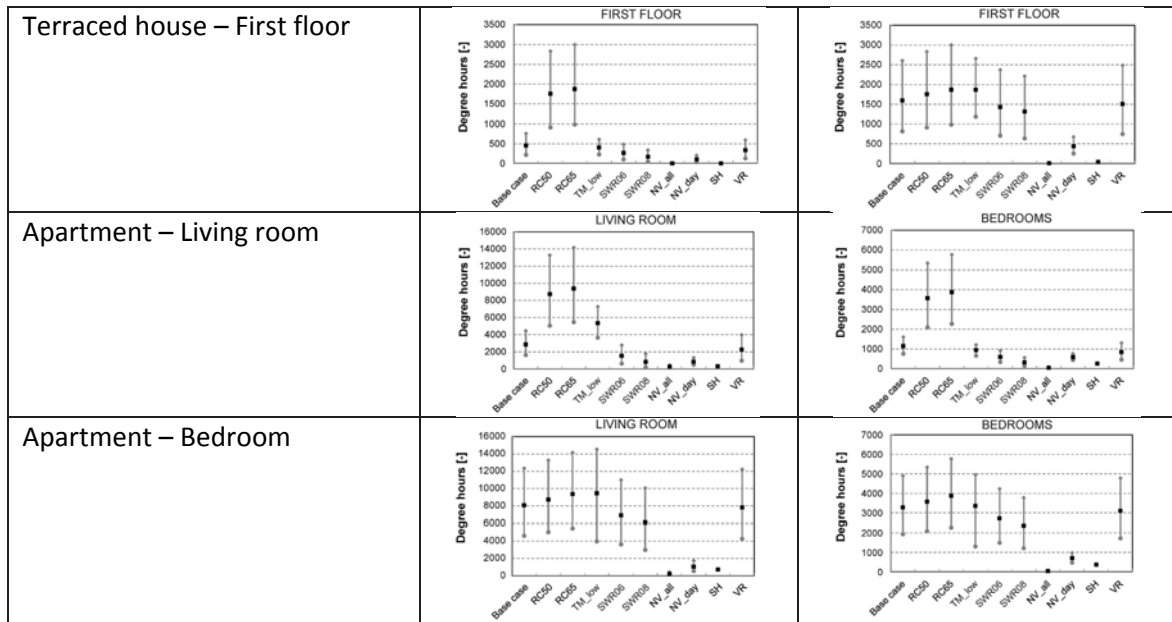 Terraced house – First floor
FIRST FLOOR
Degree hours [-]
3500
3000
2500
2000
1500
1000
500
0
Base case
RC50
RC65
TM_low
SWR06
SWR08
NV_all
NV_day
SH
VR
FIRST FLOOR
Degree hours [-]
3500
3000
2500
2000
1500
1000
500
0
Base case
RC50
RC65
TM_low
SWR06
SWR08
NV_all
NV_day
SH
VR
Apartment – Living room
LIVING ROOM
Degree hours [-]
16000
14000
12000
10000
8000
6000
4000
2000
0
Base case
RC50
RC65
TM_low
SWR06
SWR08
NV_all
NV_day
SH
VR
BEDROOMS
Degree hours [-]
7000
6000
5000
4000
3000
2000
1000
0
Base case
RC50
RC65
TM_low
SWR06
SWR08
NV_all
NV_day
SH
VR
Apartment – Bedroom
LIVING ROOM
Degree hours [-]
16000
14000
12000
10000
8000
6000
4000
2000
0
Base case
RC50
RC65
TM_low
SWR06
SWR08
NV_all
NV_day
SH
VR
BEDROOMS
Degree hours [-]
7000
6000
5000
4000
3000
2000
1000
0
Base case
RC50
RC65
TM_low
SWR06
SWR08
NV_all
NV_day
SH
VR